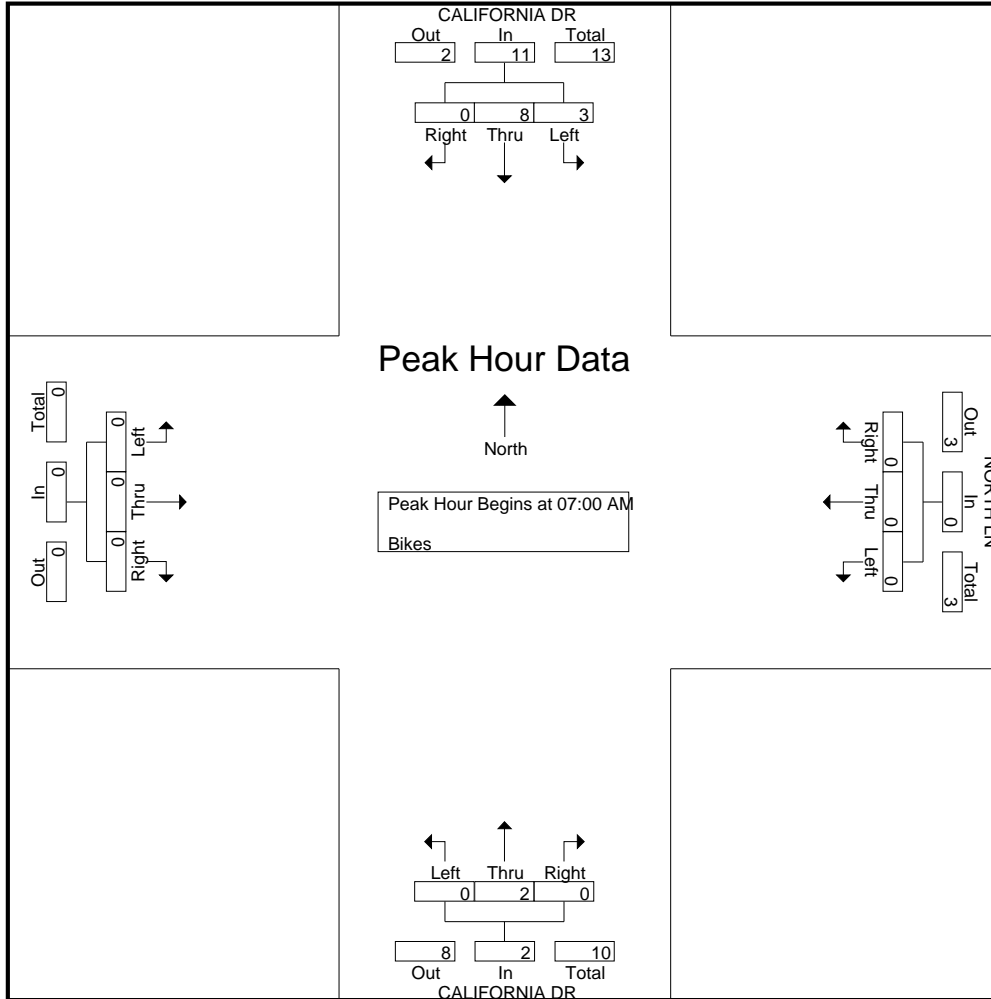 CALIFORNIA DR
Out In Total
2 11 13
0 8 3
Right Thru Left
Peak Hour Data
North
Peak Hour Begins at 07:00 AM
Bikes
Total In Out
0 0 0
0 0 0
Left Thru Right
Right Thru Left
0 0 0
Out In Total
3 0 3
NORTH LN
Left Thru Right
0 2 0
8 2 10
Out In Total
CALIFORNIA DR